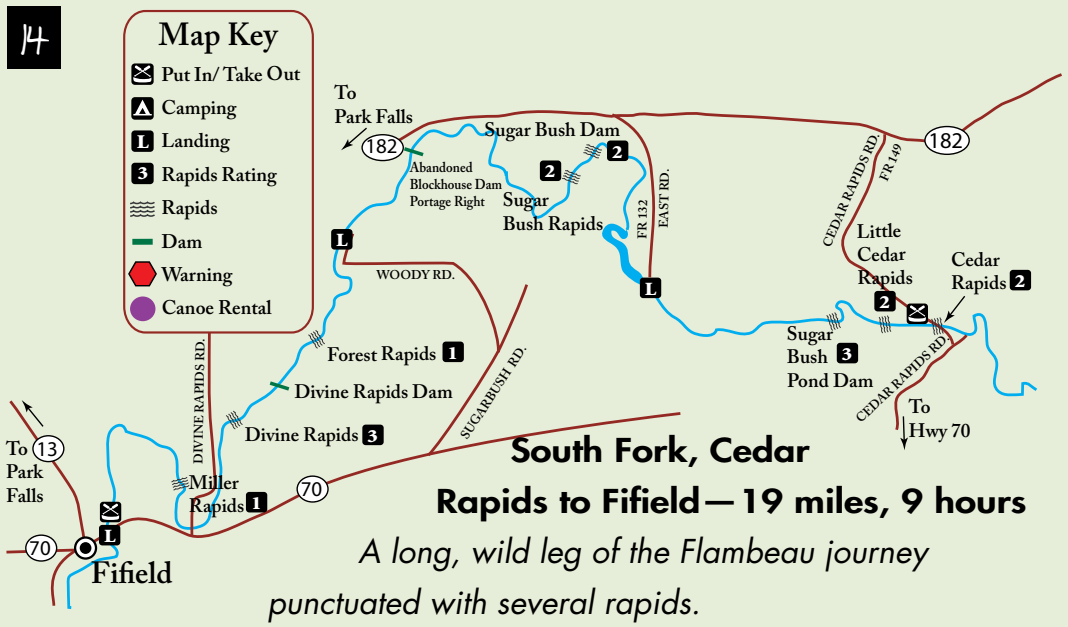 14
Map Key
Put In/ Take Out
Camping
L Landing
3 Rapids Rating
Rapids
Dam
Warning
Canoe Rental
To
Park Falls
182
Abandoned
Blockhouse Dam
Portage Right
Sugar Bush Dam
2
2
Sugar
Bush Rapids
FR 132
EAST RD.
182
CEDAR RAPIDS RD.
FR 149
Little
Cedar
Rapids
2
Cedar
Rapids 2
L
WOODY RD.
L
Sugar
Bush 3
Pond Dam
CEDAR RAPIDS RD.
To
Hwy 70
Forest Rapids 1
Divine Rapids Dam
DIVINE RAPIDS RD.
SUGARBUSH RD.
Divine Rapids 3
To 13
Park
Falls
Miller
Rapids 1
70
L
70
Fifield
South Fork, Cedar
Rapids to Fifield—19 miles, 9 hours
A long, wild leg of the Flambeau journey
punctuated with several rapids.